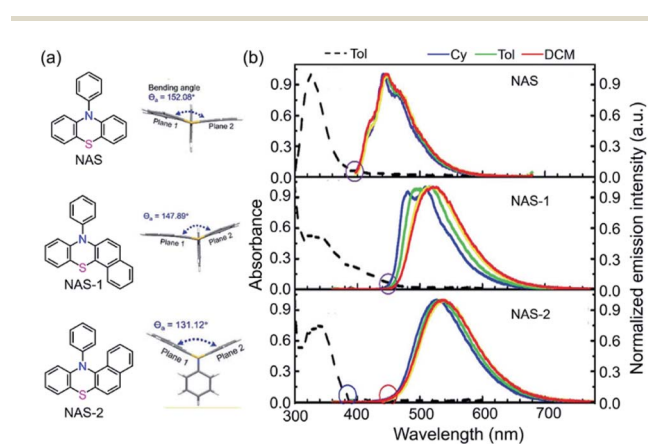 (a)
N
S
NAS
Bending angle
Θa = 152.08°
Plane 1
Plane 2
N
S
NAS-1
Θa = 147.89°
Plane 1
Plane 2
N
S
NAS-2
Θa = 131.12°
Plane 1
Plane 2
(b)
Tol
Cy
Tol
DCM
NAS
0.9
0.6
0.3
0.0
0.9
0.6
0.3
0.0
NAS-1
0.9
0.6
0.3
0.0
0.9
0.6
0.3
0.0
NAS-2
0.9
0.6
0.3
0.0
0.9
0.6
0.3
0.0
Absorbance
Normalized emission intensity (a.u.)
300 400 500 600 700
Wavelength (nm)